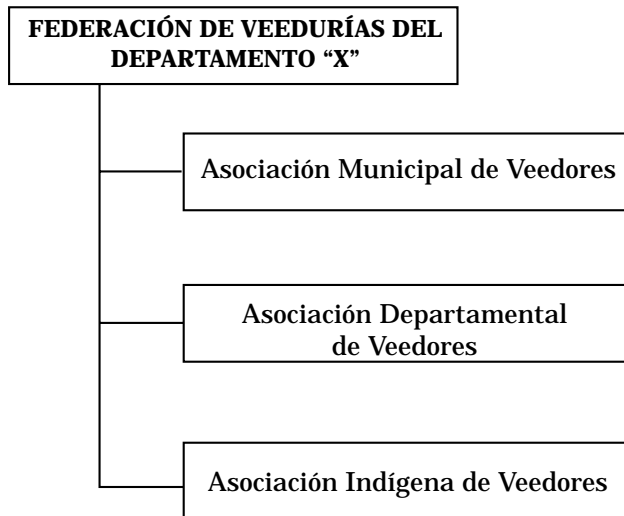 FEDERACIÓN DE VEEDURÍAS DEL
DEPARTAMENTO “X”
Asociación Municipal de Veedores
Asociación Departamental
de Veedores
Asociación Indígena de Veedores